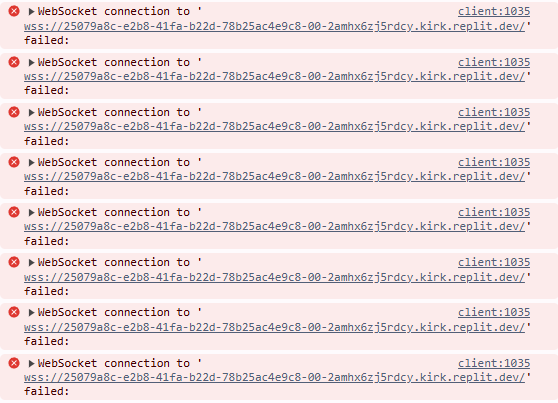 WebSocket connection to ' client:1035
wss://25079a8c-e2b8-41fa-b22d-78b25ac4e9c8-00-2amhx6zj5rdcy.kirk.replit.dev/'
failed:
WebSocket connection to ' client:1035
wss://25079a8c-e2b8-41fa-b22d-78b25ac4e9c8-00-2amhx6zj5rdcy.kirk.replit.dev/'
failed:
WebSocket connection to ' client:1035
wss://25079a8c-e2b8-41fa-b22d-78b25ac4e9c8-00-2amhx6zj5rdcy.kirk.replit.dev/'
failed:
WebSocket connection to ' client:1035
wss://25079a8c-e2b8-41fa-b22d-78b25ac4e9c8-00-2amhx6zj5rdcy.kirk.replit.dev/'
failed:
WebSocket connection to ' client:1035
wss://25079a8c-e2b8-41fa-b22d-78b25ac4e9c8-00-2amhx6zj5rdcy.kirk.replit.dev/'
failed:
WebSocket connection to ' client:1035
wss://25079a8c-e2b8-41fa-b22d-78b25ac4e9c8-00-2amhx6zj5rdcy.kirk.replit.dev/'
failed:
WebSocket connection to ' client:1035
wss://25079a8c-e2b8-41fa-b22d-78b25ac4e9c8-00-2amhx6zj5rdcy.kirk.replit.dev/'
failed:
WebSocket connection to ' client:1035
wss://25079a8c-e2b8-41fa-b22d-78b25ac4e9c8-00-2amhx6zj5rdcy.kirk.replit.dev/'
failed: